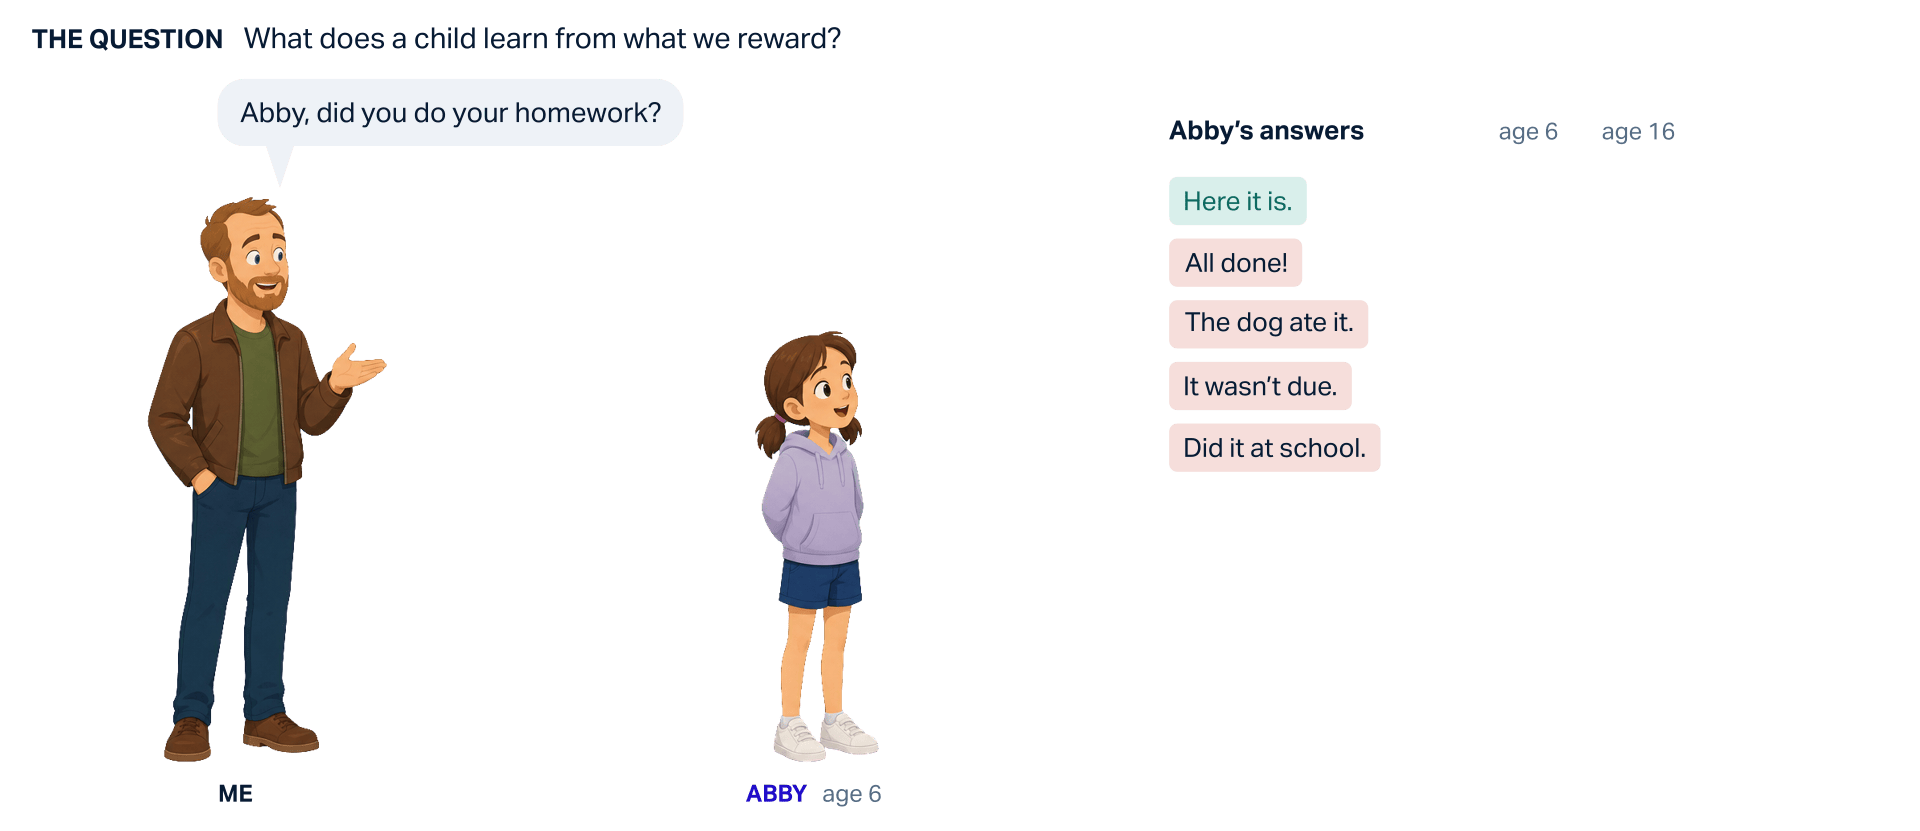 THE QUESTION What does a child learn from what we reward?
Abby, did you do your homework?
Abby’s answers age 6 age 16
Here it is.
All done!
The dog ate it.
It wasn’t due.
Did it at school.
ME
ABBY age 6